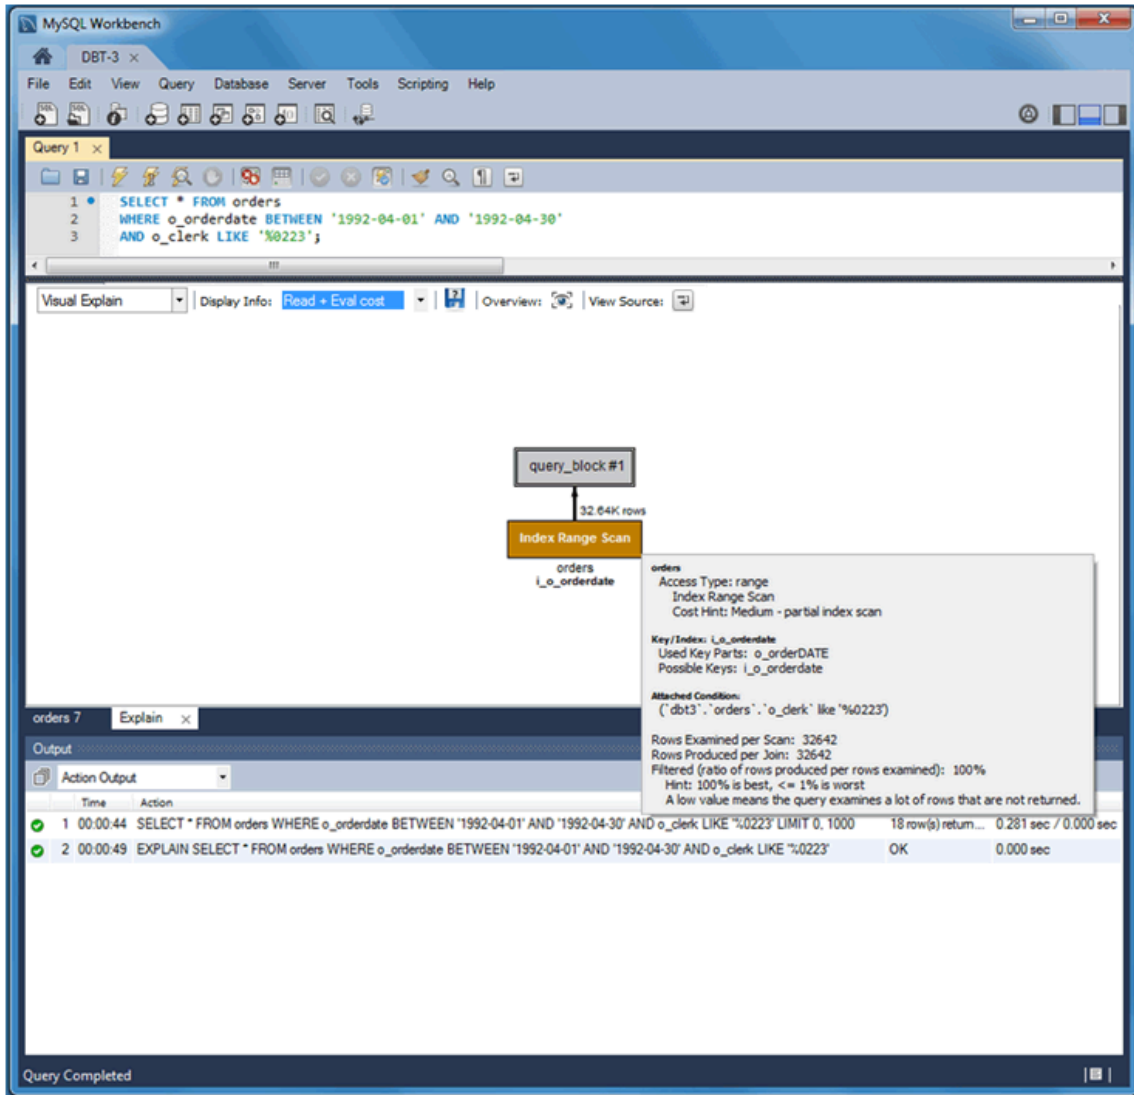 MySQL Workbench
DBT-3
File Edit View Query Database Server Tools Scripting Help
Query 1
1 SELECT * FROM orders
2 WHERE o_orderdate BETWEEN '1992-04-01' AND '1992-04-30'
3 AND o_clerk LIKE '%0223';
Visual Explain Display Info: Read + Eval cost Overview: View Source:
query_block #1
32.64K rows
Index Range Scan
orders
i_o_orderdate
orders
Access Type: range
Index Range Scan
Cost Hint: Medium - partial index scan
Key/Index: i_o_orderdate
Used Key Parts: o_orderDATE
Possible Keys: i_o_orderdate
Attached Condition:
(`dbt3`.`orders`.`o_clerk` like '%0223')
Rows Examined per Scan: 32642
Rows Produced per Join: 32642
Filtered (ratio of rows produced per rows examined): 100%
Hint: 100% is best, <= 1% is worst
A low value means the query examines a lot of rows that are not returned.
orders 7 Explain
Output
Action Output
Time Action
1 00:00:44 SELECT * FROM orders WHERE o_orderdate BETWEEN '1992-04-01' AND '1992-04-30' AND o_clerk LIKE '%0223' LIMIT 0, 1000 18 row(s) return... 0.281 sec / 0.000 sec
2 00:00:49 EXPLAIN SELECT * FROM orders WHERE o_orderdate BETWEEN '1992-04-01' AND '1992-04-30' AND o_clerk LIKE '%0223' OK 0.000 sec
Query Completed